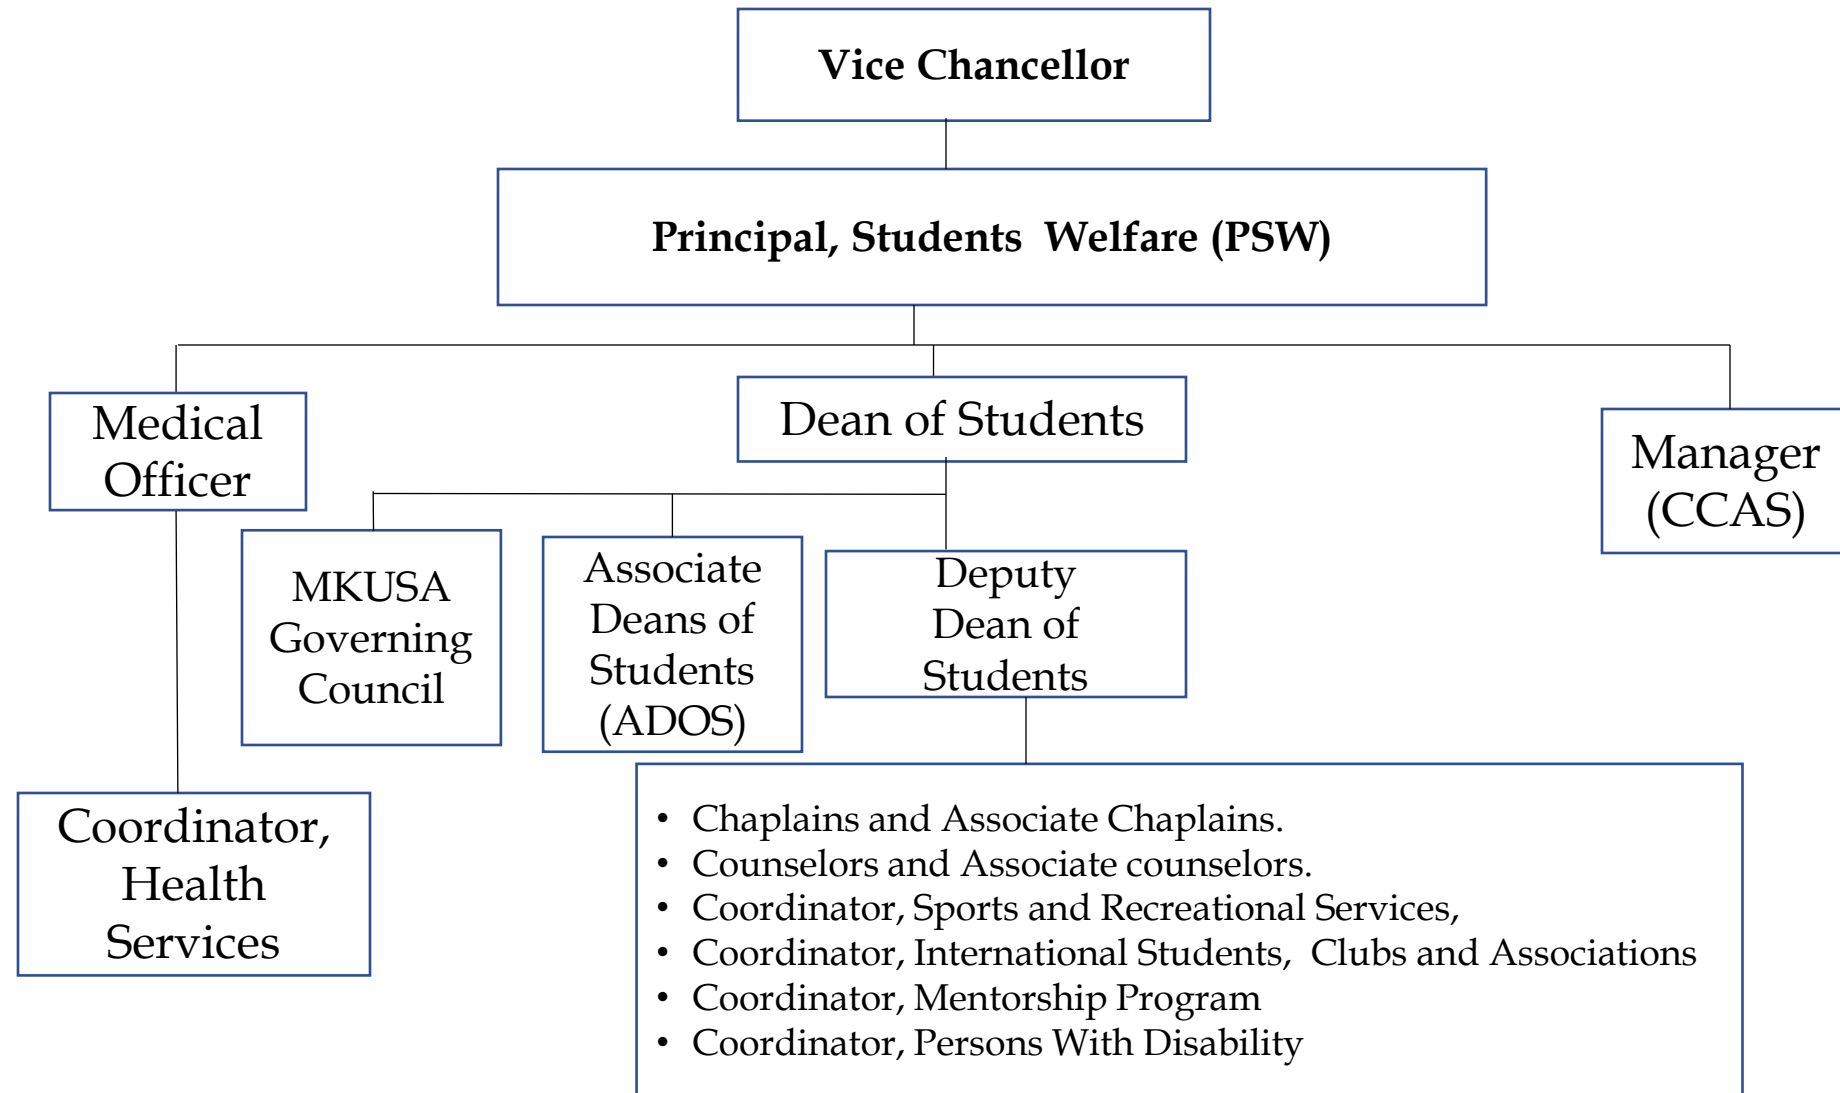 Vice Chancellor
Principal, Students  Welfare (PSW)
Medical
Officer
Dean of Students
Manager
(CCAS)
MKUSA
Governing
Council
Associate
Deans of
Students
(ADOS)
Deputy
Dean of
Students
Coordinator,
Health
Services
• Chaplains and Associate Chaplains.
• Counselors and Associate counselors.
• Coordinator, Sports and Recreational Services,
• Coordinator, International Students,  Clubs and Associations
• Coordinator, Mentorship Program
• Coordinator, Persons With Disability